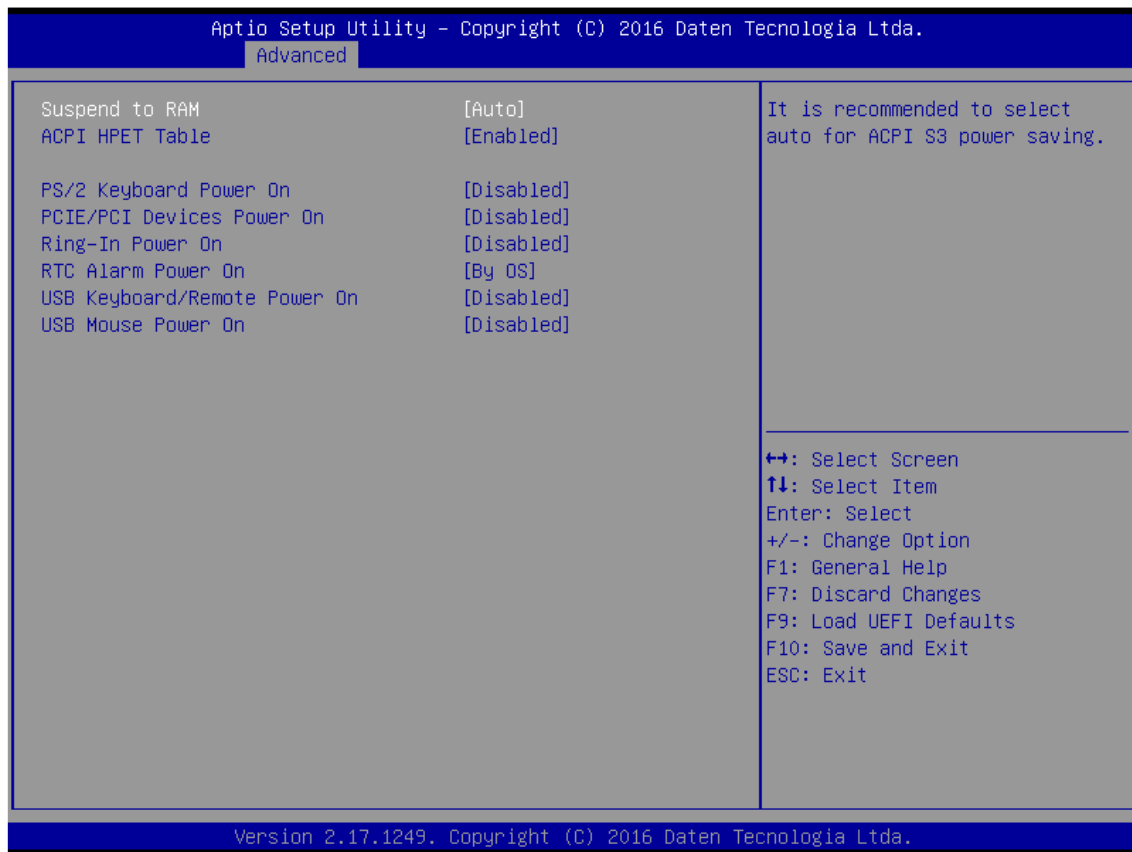 Aptio Setup Utility – Copyright (C) 2016 Daten Tecnologia Ltda.
Advanced
Suspend to RAM [Auto]
ACPI HPET Table [Enabled]
PS/2 Keyboard Power On [Disabled]
PCIE/PCI Devices Power On [Disabled]
Ring-In Power On [Disabled]
RTC Alarm Power On [By OS]
USB Keyboard/Remote Power On [Disabled]
USB Mouse Power On [Disabled]
It is recommended to select
auto for ACPI S3 power saving.
↔: Select Screen
↑↓: Select Item
Enter: Select
+/-: Change Option
F1: General Help
F7: Discard Changes
F9: Load UEFI Defaults
F10: Save and Exit
ESC: Exit
Version 2.17.1249. Copyright (C) 2016 Daten Tecnologia Ltda.